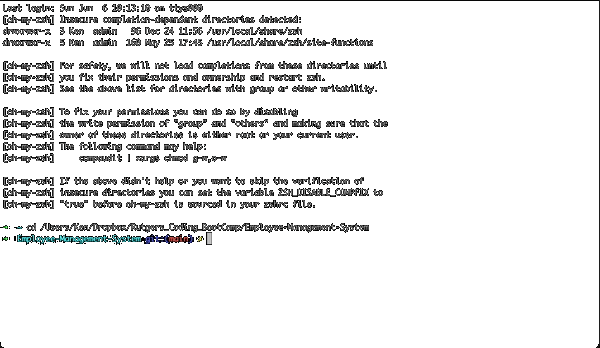 Last login: Sun Jun  6 20:13:10 on ttys000
[oh-my-zsh] Insecure completion-dependent directories detected:
drwxrwxr-x  3 Ken  admin   96 Dec 24 11:56 /usr/local/share/zsh
drwxrwxr-x  5 Ken  admin  160 May 25 17:43 /usr/local/share/zsh/site-functions
[oh-my-zsh] For safety, we will not load completions from these directories until
[oh-my-zsh] you fix their permissions and ownership and restart zsh.
[oh-my-zsh] See the above list for directories with group or other writability.
[oh-my-zsh] To fix your permissions you can do so by disabling
[oh-my-zsh] the write permission of "group" and "others" and making sure that the
[oh-my-zsh] owner of these directories is either root or your current user.
[oh-my-zsh] The following command may help:
[oh-my-zsh]     compaudit | xargs chmod g-w,o-w
[oh-my-zsh] If the above didn't help or you want to skip the verification of
[oh-my-zsh] insecure directories you can set the variable ZSH_DISABLE_COMPFIX to
[oh-my-zsh] "true" before oh-my-zsh is sourced in your zshrc file.
➜  ~ cd /Users/Ken/Dropbox/Rutgers_Coding_BootCamp/Employee-Management-System
➜  Employee-Management-System git:(main) ✗